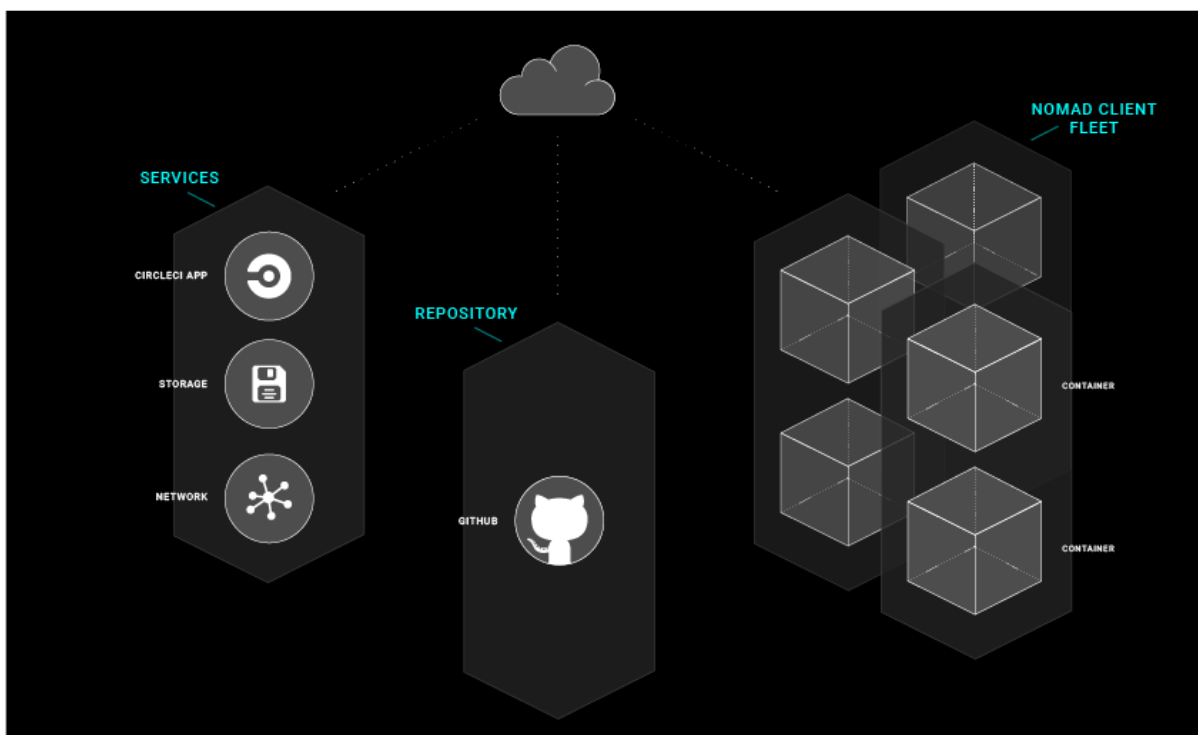 NOMAD CLIENT
FLEET
SERVICES
CIRCLECI APP
STORAGE
NETWORK
REPOSITORY
GITHUB
CONTAINER
CONTAINER